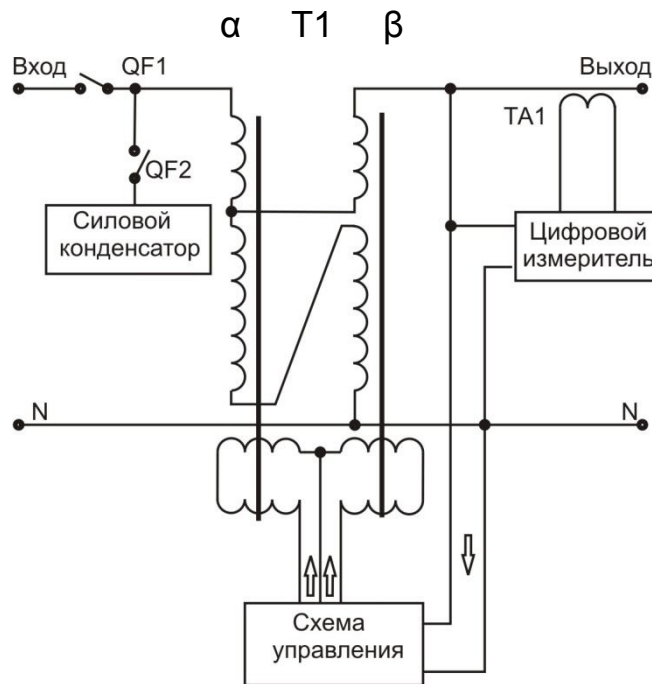 α T1 β
Вход QF1 Выход
TA1
QF2
Силовой
конденсатор
Цифровой
измеритель
N N
Схема
управления